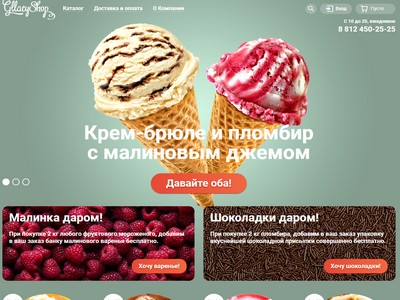 GllacyShop
Каталог
Доставка и оплата
О Компании
Вход
Пусто
С 10 до 20, ежедневно
8 812 450-25-25
Крем-брюле и пломбир
с малиновым джемом
Давайте оба!
Малинка даром!
При покупке 2 кг любого фруктового мороженого, добавим
в ваш заказ банку малинового варенья бесплатно.
Хочу варенье!
Шоколадки даром!
При покупке 2 кг пломбира, добавим в ваш заказ упаковку
вкуснейшей шоколадной присыпки совершенно бесплатно.
Хочу шоколадки!